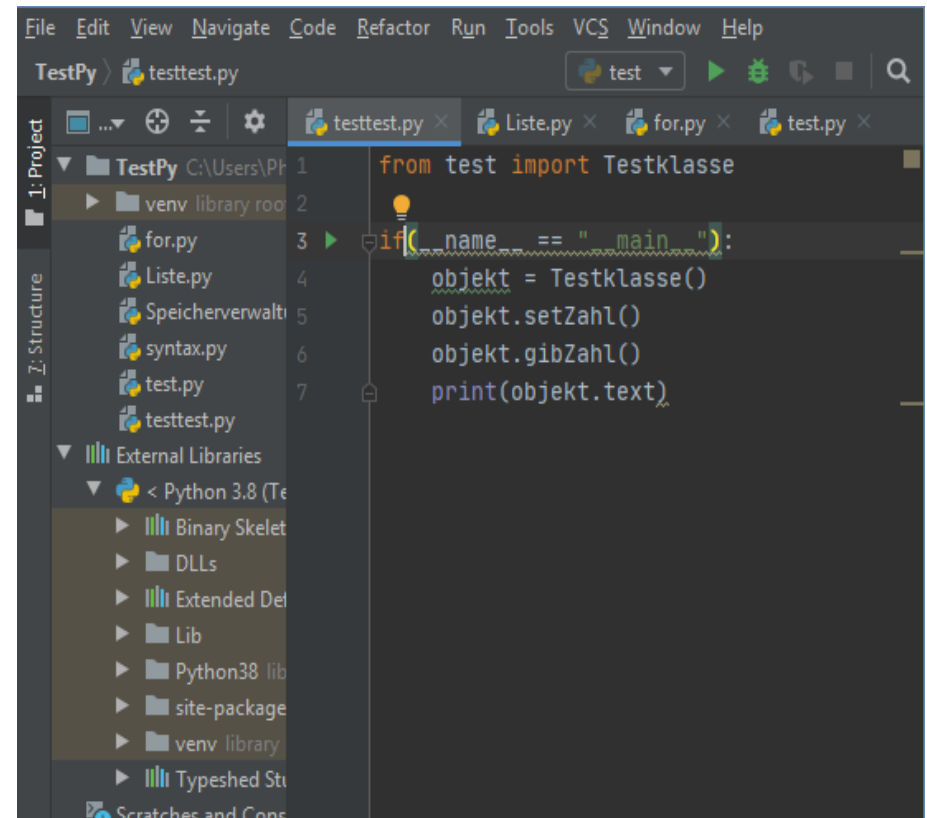 File Edit View Navigate Code Refactor Run Tools VCS Window Help
TestPy testtest.py test
1: Project
7: Structure
... testtest.py Liste.py for.py test.py
TestPy C:\Users\Ph
venv library roo
for.py
Liste.py
Speicherverwalt
syntax.py
test.py
testtest.py
External Libraries
< Python 3.8 (Te
Binary Skelet
DLLs
Extended Def
Lib
Python38 lib
site-package
venv library
Typeshed Stu
Scratches and Cons
1 from test import Testklasse
2
3 if(__name__ == "__main__"):
4 objekt = Testklasse()
5 objekt.setZahl()
6 objekt.gibZahl()
7 print(objekt.text)